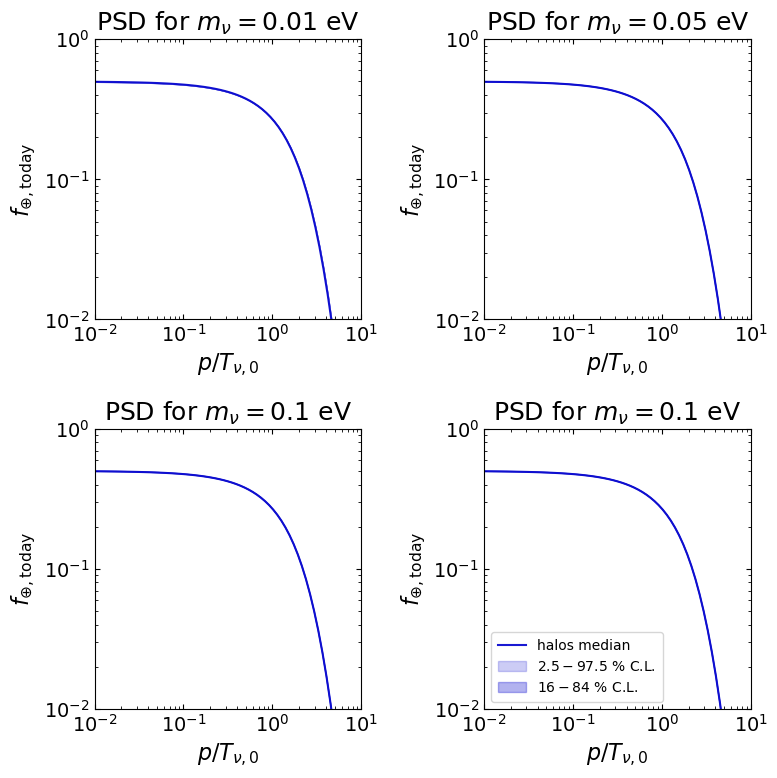 PSD for $m_\nu = 0.01$ eV
PSD for $m_\nu = 0.05$ eV
$10^0$
$10^{-1}$
$10^{-2}$
$f_{\oplus,\mathrm{today}}$
$10^{-2}$ $10^{-1}$ $10^0$ $10^1$
$p/T_{\nu,0}$
$10^0$
$10^{-1}$
$10^{-2}$
$f_{\oplus,\mathrm{today}}$
$10^{-2}$ $10^{-1}$ $10^0$ $10^1$
$p/T_{\nu,0}$
PSD for $m_\nu = 0.1$ eV
PSD for $m_\nu = 0.1$ eV
$10^0$
$10^{-1}$
$10^{-2}$
$f_{\oplus,\mathrm{today}}$
$10^{-2}$ $10^{-1}$ $10^0$ $10^1$
$p/T_{\nu,0}$
$10^0$
$10^{-1}$
$10^{-2}$
$f_{\oplus,\mathrm{today}}$
halos median
2.5 − 97.5 % C.L.
16 − 84 % C.L.
$10^{-2}$ $10^{-1}$ $10^0$ $10^1$
$p/T_{\nu,0}$